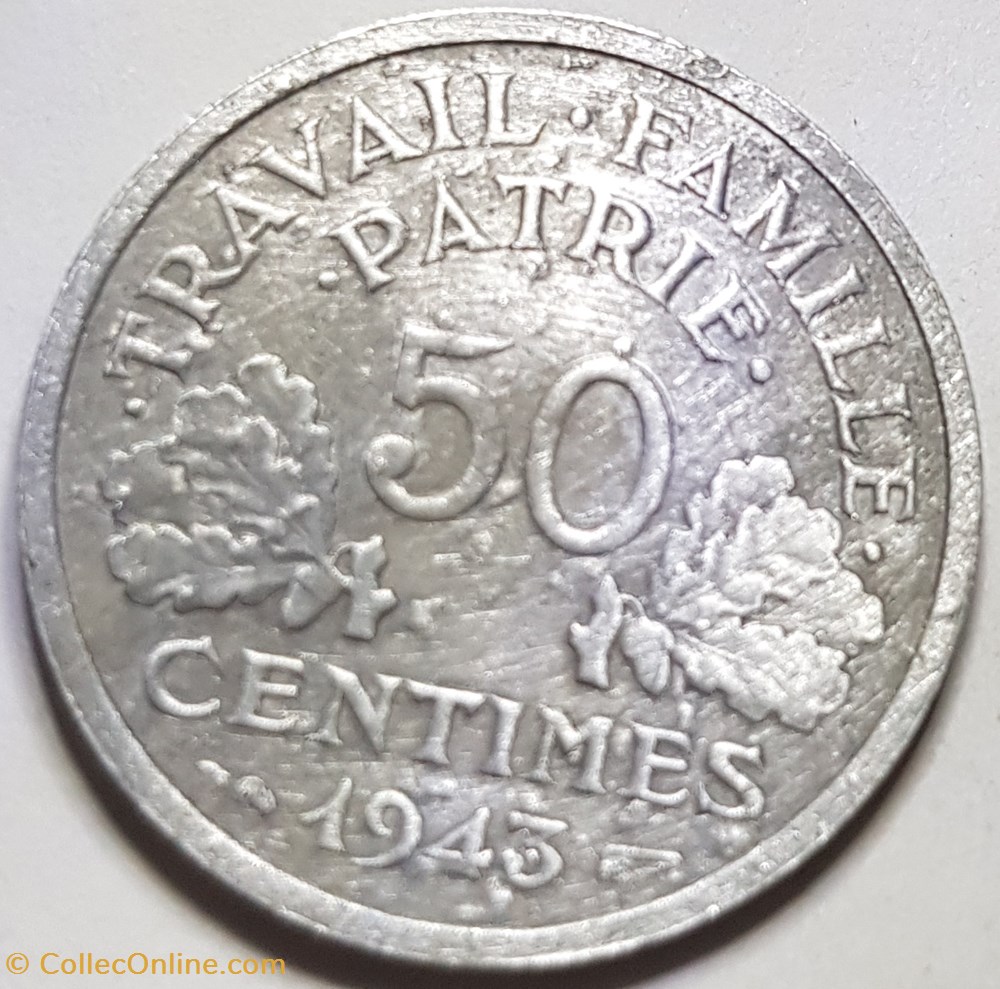 ·TRAVAIL·FAMILLE·
·PATRIE·
50
CENTIMES
1943
© CollecOnline.com